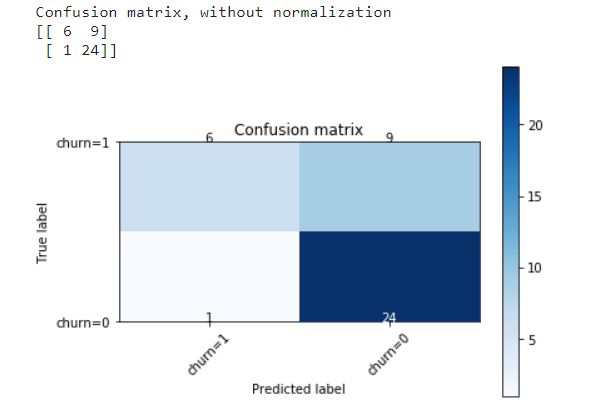 Confusion matrix, without normalization
[[ 6  9]
 [ 1 24]]
Confusion matrix
churn=1
6
9
20
15
10
5
True label
churn=0
1
24
churn=1
churn=0
Predicted label